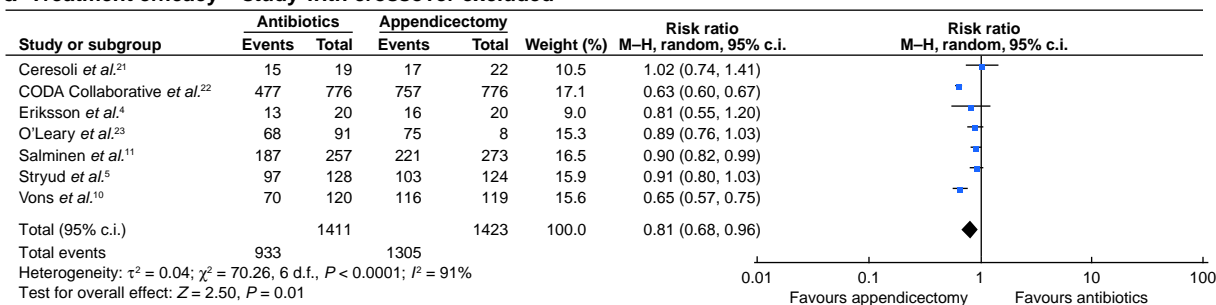 Antibiotics Appendicectomy Risk ratio Risk ratio
Study or subgroup Events Total Events Total Weight (%) M–H, random, 95% c.i. M–H, random, 95% c.i.
Ceresoli et al.21 15 19 17 22 10.5 1.02 (0.74, 1.41)
CODA Collaborative et al.22 477 776 757 776 17.1 0.63 (0.60, 0.67)
Eriksson et al.4 13 20 16 20 9.0 0.81 (0.55, 1.20)
O'Leary et al.23 68 91 75 8 15.3 0.89 (0.76, 1.03)
Salminen et al.11 187 257 221 273 16.5 0.90 (0.82, 0.99)
Stryud et al.5 97 128 103 124 15.9 0.91 (0.80, 1.03)
Vons et al.10 70 120 116 119 15.6 0.65 (0.57, 0.75)
Total (95% c.i.) 1411 1423 100.0 0.81 (0.68, 0.96)
Total events 933 1305
Heterogeneity: τ2 = 0.04; χ2 = 70.26, 6 d.f., P < 0.0001; I2 = 91%
Test for overall effect: Z = 2.50, P = 0.01
0.01 0.1 1 10 100
Favours appendicectomy Favours antibiotics